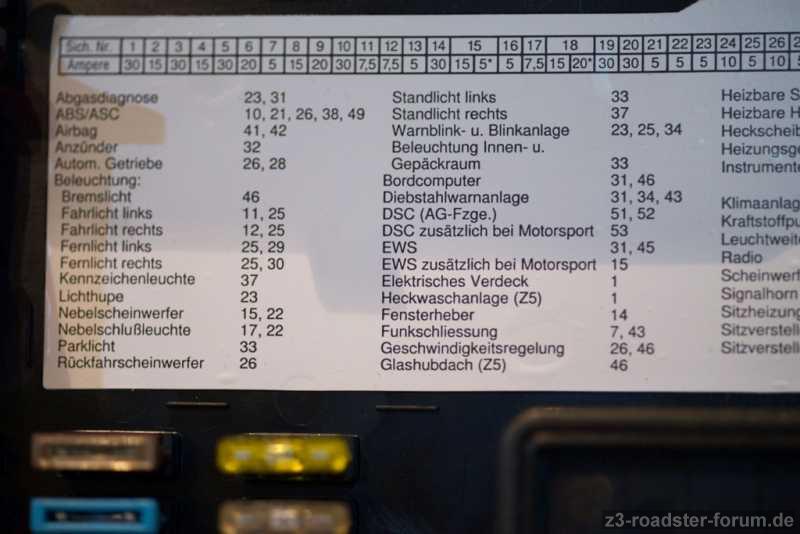 Sich. Nr. 1 2 3 4 5 6 7 8 9 10 11 12 13 14 15 16 17 18 19 20 21 22 23 24 25 26
Ampere 30 15 30 15 30 20 5 15 20 30 7,5 7,5 5 30 15 5* 5 7,5 15 20* 30 30 5 5 5 10 5 10
Abgasdiagnose 23, 31
ABS/ASC 10, 21, 26, 38, 49
Airbag 41, 42
Anzünder 32
Autom. Getriebe 26, 28
Beleuchtung:
Bremslicht 46
Fahrlicht links 11, 25
Fahrlicht rechts 12, 25
Fernlicht links 25, 29
Fernlicht rechts 25, 30
Kennzeichenleuchte 37
Lichthupe 23
Nebelscheinwerfer 15, 22
Nebelschlußleuchte 17, 22
Parklicht 33
Rückfahrscheinwerfer 26
Standlicht links 33
Standlicht rechts 37
Warnblink- u. Blinkanlage 23, 25, 34
Beleuchtung Innen- u.
Gepäckraum 33
Bordcomputer 31, 46
Diebstahlwarnanlage 31, 34, 43
DSC (AG-Fzge.) 51, 52
DSC zusätzlich bei Motorsport 53
EWS 31, 45
EWS zusätzlich bei Motorsport 15
Elektrisches Verdeck 1
Heckwaschanlage (Z5) 1
Fensterheber 14
Funkschliessung 7, 43
Geschwindigkeitsregelung 26, 46
Glashubdach (Z5) 46
Heizbare S
Heizbare H
Heckscheib
Heizungsge
Instrumente
Klimaanlag
Kraftstoffpu
Leuchtweite
Radio
Scheinwerf
Signalhorn
Sitzheizung
Sitzverstell
Sitzverstell
z3-roadster-forum.de